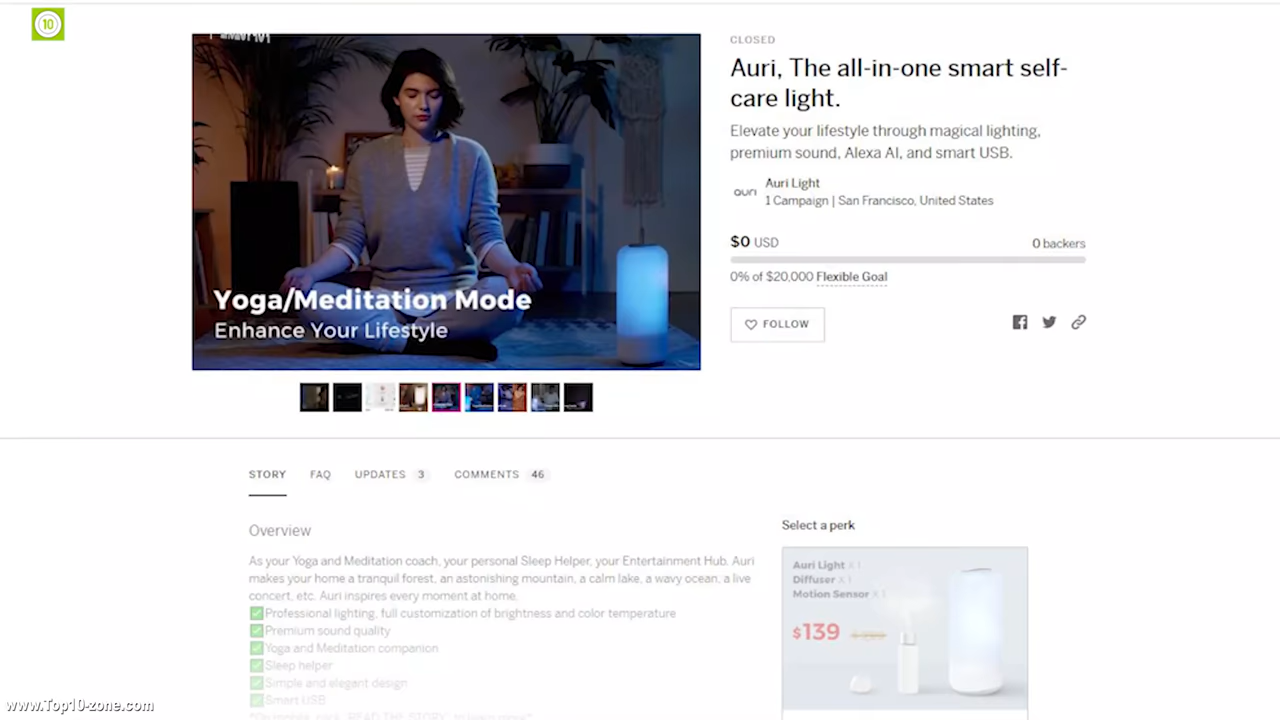 10
CLOSED
Auri, The all-in-one smart self-
care light.
Elevate your lifestyle through magical lighting,
premium sound, Alexa AI, and smart USB.
auri
Auri Light
1 Campaign | San Francisco, United States
$0 USD
0 backers
0% of $20,000 Flexible Goal
FOLLOW
Yoga/Meditation Mode
Enhance Your Lifestyle
STORY
FAQ
UPDATES 3
COMMENTS 46
Overview
As your Yoga and Meditation coach, your personal Sleep Helper, your Entertainment Hub. Auri
makes your home a tranquil forest, an astonishing mountain, a calm lake, a wavy ocean, a live
concert, etc. Auri inspires every moment at home.
✅Professional lighting, full customization of brightness and color temperature
✅Premium sound quality
✅Yoga and Meditation companion
✅Sleep helper
✅Simple and elegant design
✅Smart USB
Select a perk
Auri Light X 1
Diffuser X 1
Motion Sensor X 1
$139
www.Top10-zone.com